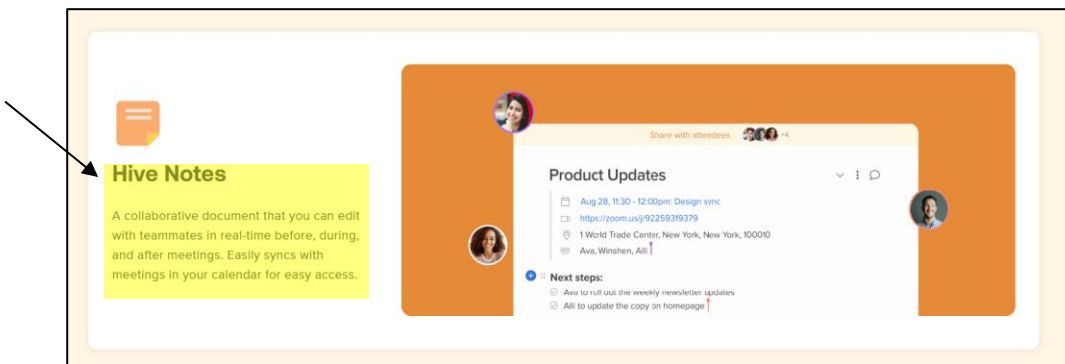 Hive Notes
A collaborative document that you can edit
with teammates in real-time before, during,
and after meetings. Easily syncs with
meetings in your calendar for easy access.
Share with attendees +4
Product Updates
Aug 28, 11:30 - 12:00pm: Design sync
https://zoom.us/j/92259319379
1 World Trade Center, New York, New York, 100010
Ava, Winshen, Alli
Next steps:
Ava to roll out the weekly newsletter updates
Alli to update the copy on homepage